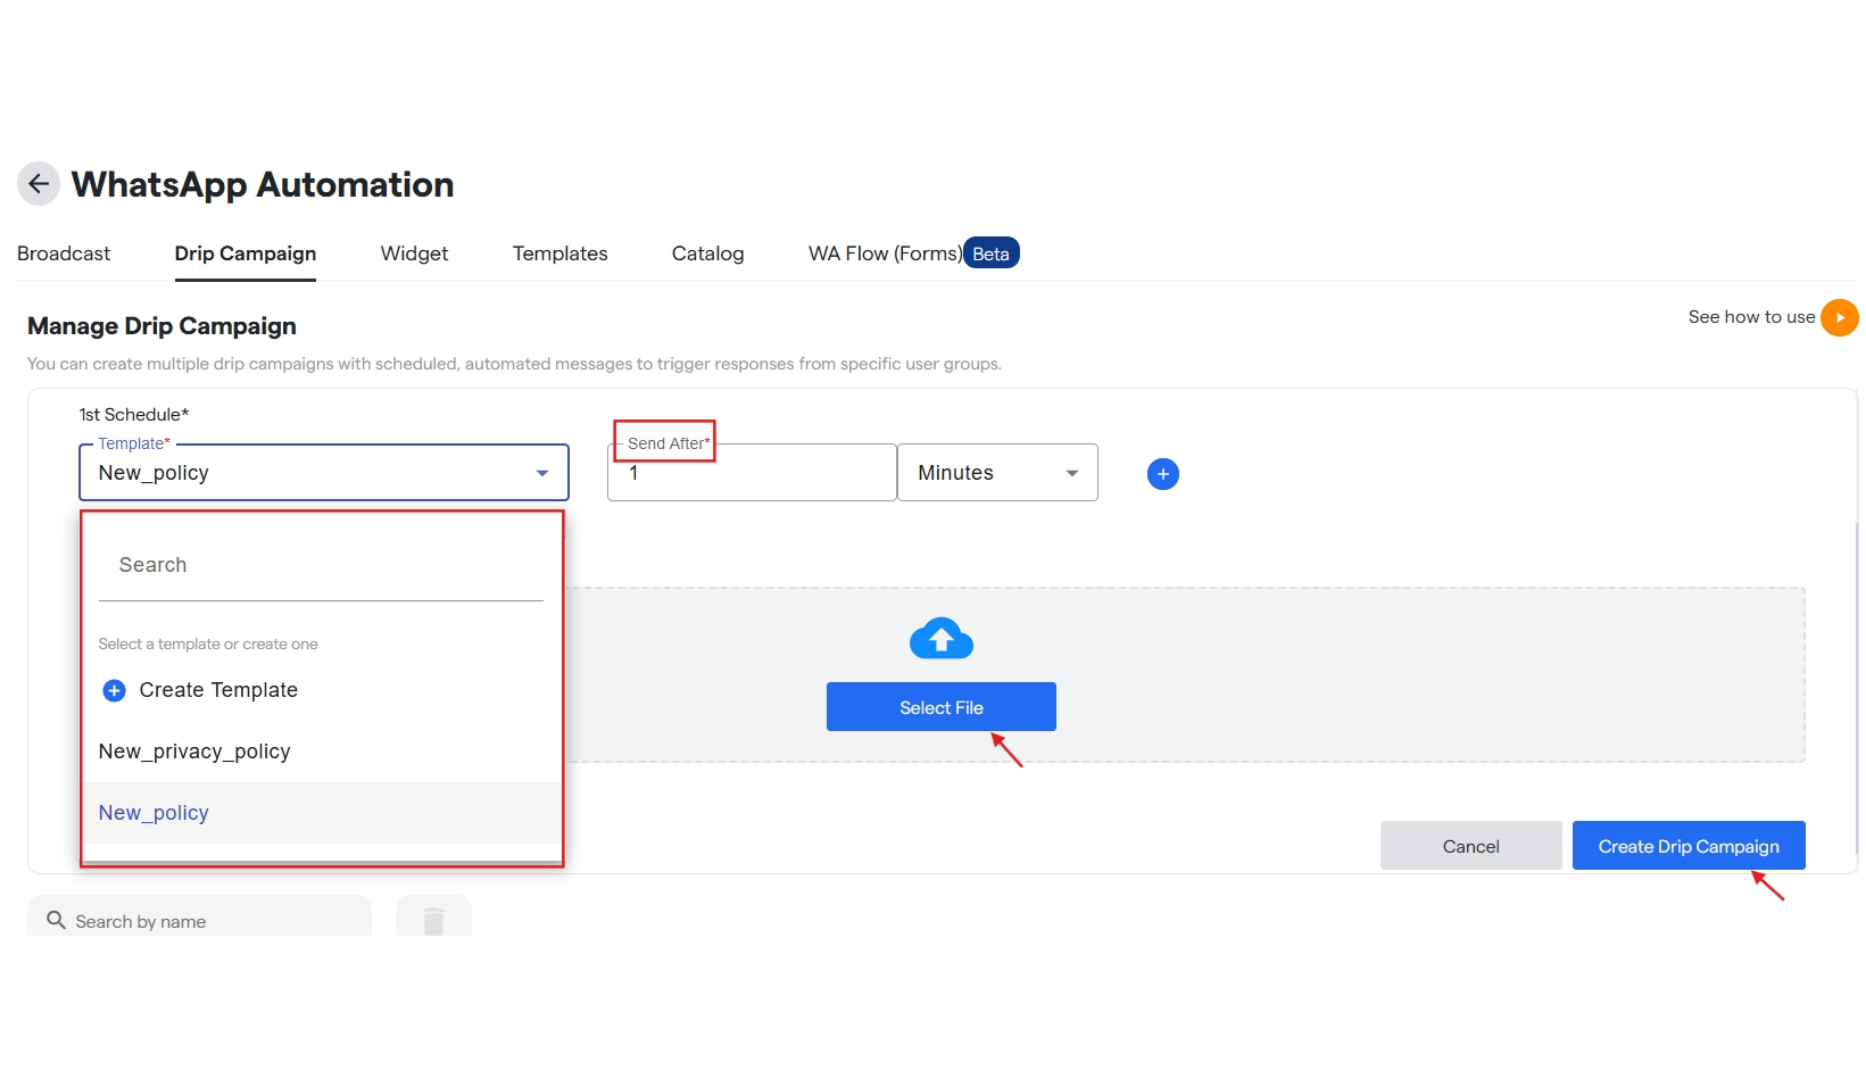 WhatsApp Automation
Broadcast Drip Campaign Widget Templates Catalog WA Flow (Forms) Beta
Manage Drip Campaign
See how to use
You can create multiple drip campaigns with scheduled, automated messages to trigger responses from specific user groups.
1st Schedule*
Template* Send After*
New_policy 1 Minutes
Search
Select a template or create one
Create Template
Select File
New_privacy_policy
New_policy
Cancel Create Drip Campaign
Search by name